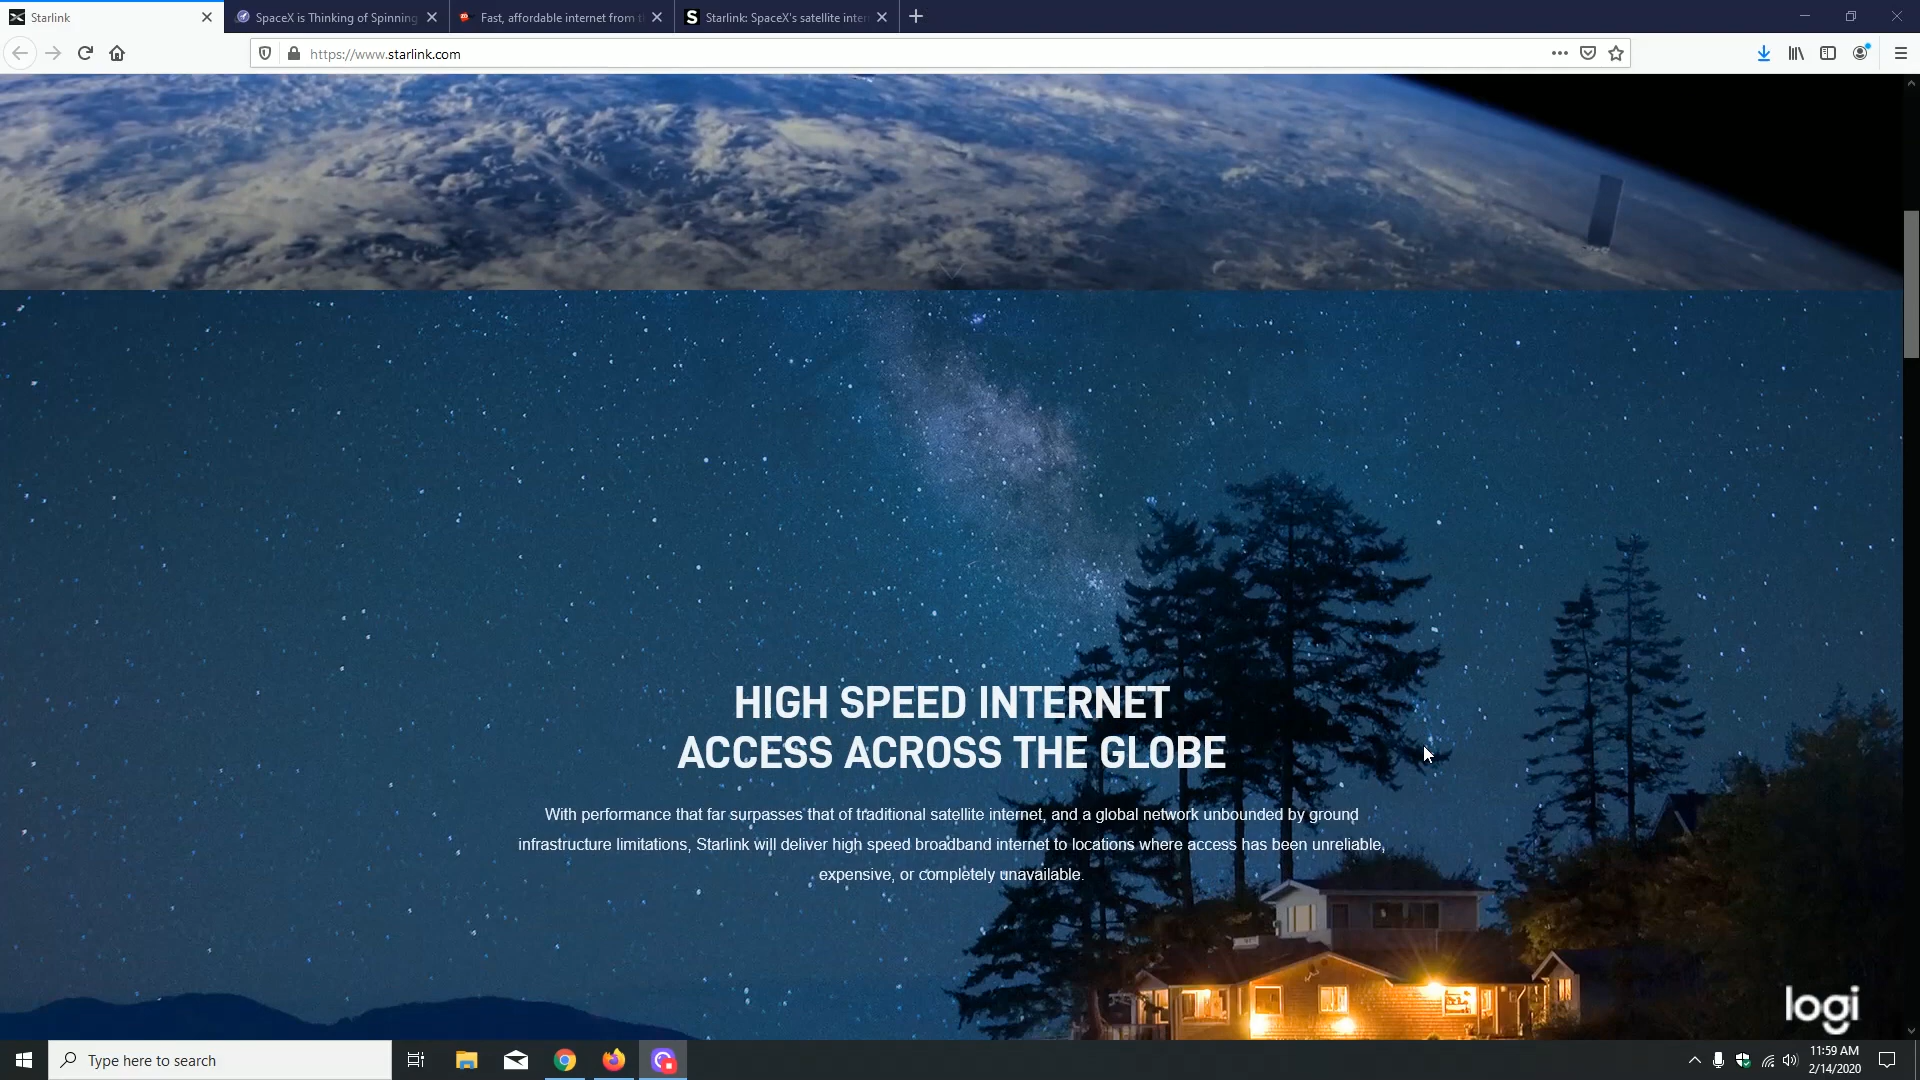 Starlink
SpaceX is Thinking of Spinning
Fast, affordable internet from t
Starlink: SpaceX's satellite inte
https://www.starlink.com
HIGH SPEED INTERNET
ACCESS ACROSS THE GLOBE
With performance that far surpasses that of traditional satellite internet, and a global network unbounded by ground
infrastructure limitations, Starlink will deliver high speed broadband internet to locations where access has been unreliable,
expensive, or completely unavailable.
logi
Type here to search
11:59 AM
2/14/2020